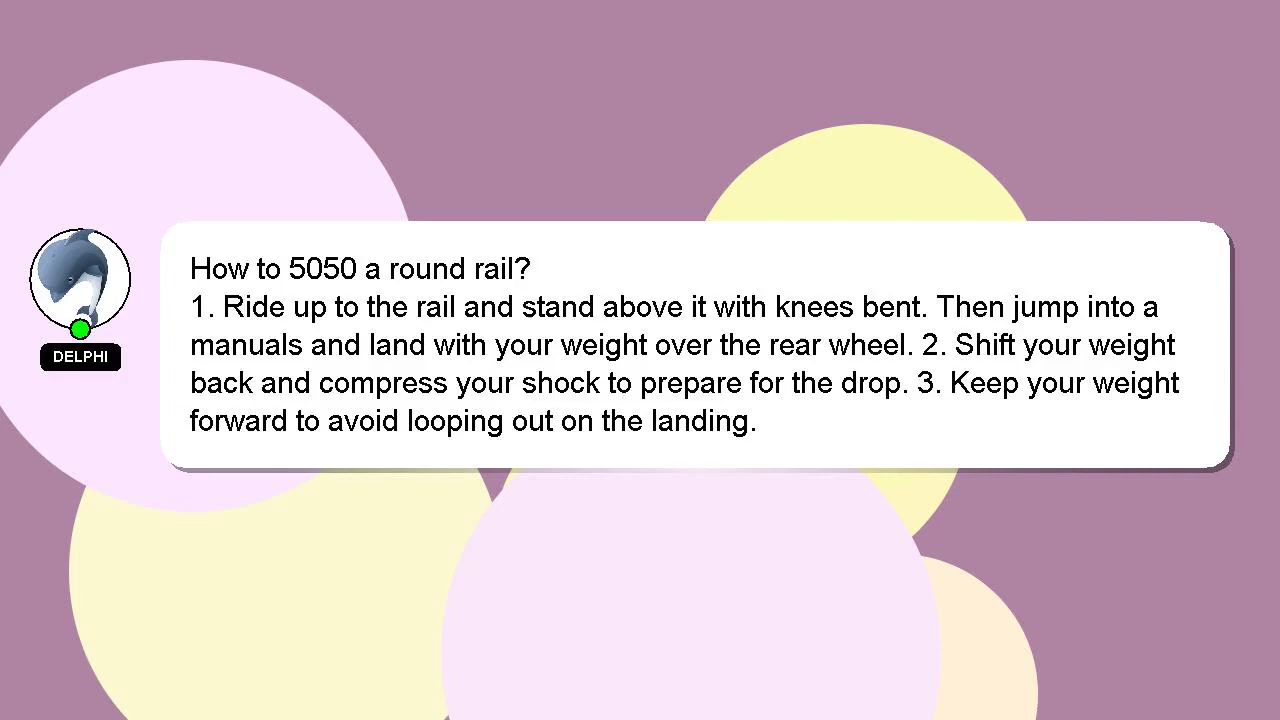 How to 5050 a round rail?
1. Ride up to the rail and stand above it with knees bent. Then jump into a
manuals and land with your weight over the rear wheel. 2. Shift your weight
back and compress your shock to prepare for the drop. 3. Keep your weight
forward to avoid looping out on the landing.
DELPHI